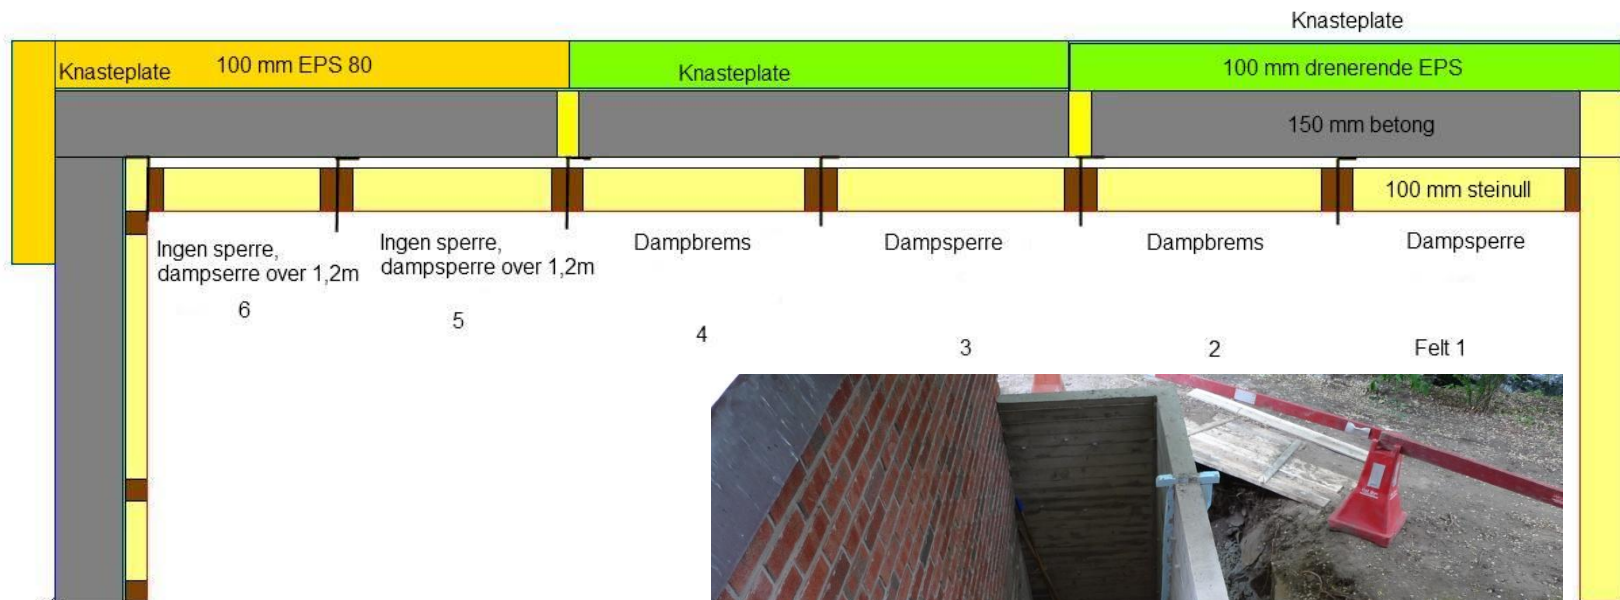 Knasteplate
Knasteplate
100 mm EPS 80
Knasteplate
100 mm drenerende EPS
150 mm betong
100 mm steinull
Ingen sperre,
dampserre over 1,2m
Ingen sperre,
dampsperre over 1,2m
Dampbrems
Dampsperre
Dampbrems
Dampsperre
6
5
4
3
2
Felt 1